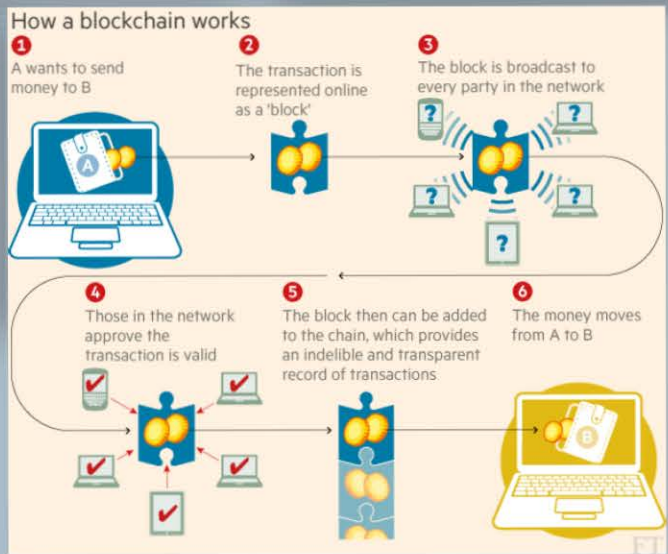 How a blockchain works
1
A wants to send
money to B
2
The transaction is
represented online
as a 'block'
3
The block is broadcast to
every party in the network
A
?
?
?
?
?
4
Those in the network
approve the
transaction is valid
5
The block then can be added
to the chain, which provides
an indelible and transparent
record of transactions
6
The money moves
from A to B
B
FT